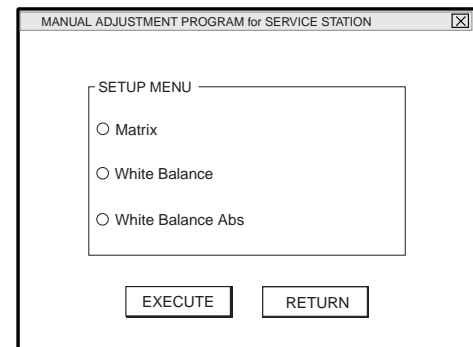 MANUAL ADJUSTMENT PROGRAM for SERVICE STATION
SETUP MENU
Matrix
White Balance
White Balance Abs
EXECUTE
RETURN